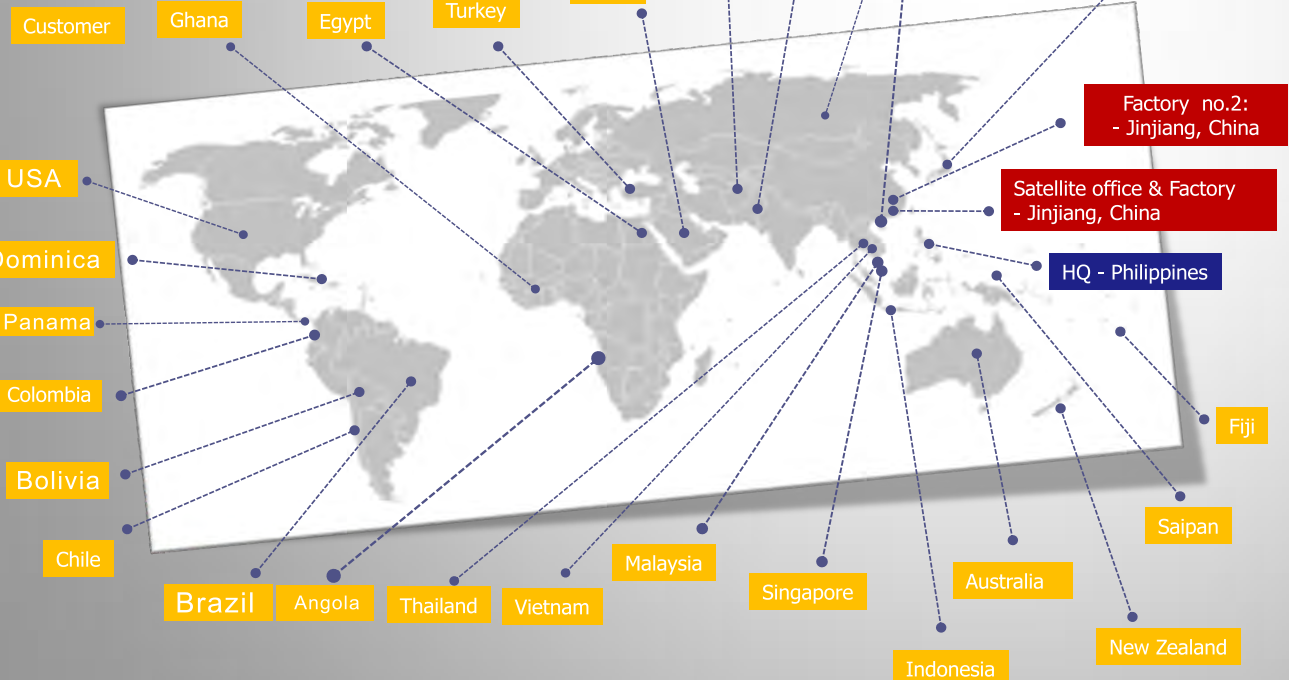 Customer
Ghana
Egypt
Turkey
Factory no.2:
- Jinjiang, China
USA
Satellite office & Factory
- Jinjiang, China
Dominica
HQ - Philippines
Panama
Colombia
Fiji
Bolivia
Saipan
Chile
Malaysia
Australia
Singapore
Brazil
Angola
Thailand
Vietnam
New Zealand
Indonesia